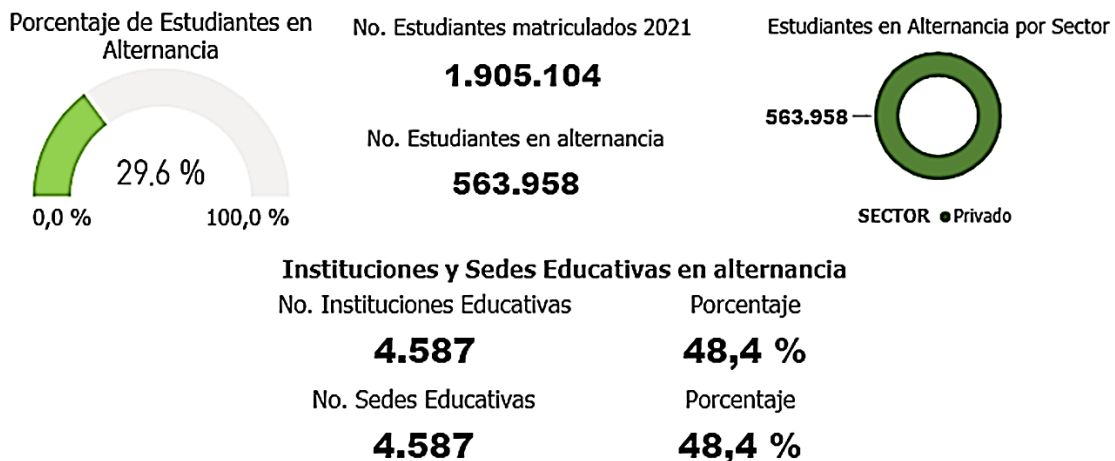 Porcentaje de Estudiantes en
Alternancia
29.6 %
0,0 %
100,0 %
No. Estudiantes matriculados 2021
1.905.104
No. Estudiantes en alternancia
563.958
Estudiantes en Alternancia por Sector
563.958
SECTOR Privado
Instituciones y Sedes Educativas en alternancia
No. Instituciones Educativas
Porcentaje
4.587
48,4 %
No. Sedes Educativas
Porcentaje
4.587
48,4 %